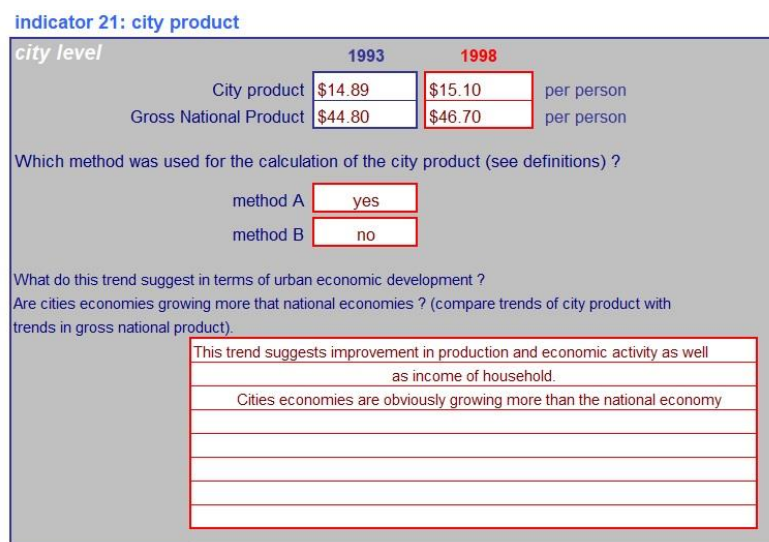 indicator 21: city product
city level 1993 1998
City product $14.89 $15.10 per person
Gross National Product $44.80 $46.70 per person
Which method was used for the calculation of the city product (see definitions) ?
method A yes
method B no
What do this trend suggest in terms of urban economic development ?
Are cities economies growing more that national economies ? (compare trends of city product with
trends in gross national product).
This trend suggests improvement in production and economic activity as well
as income of household.
Cities economies are obviously growing more than the national economy